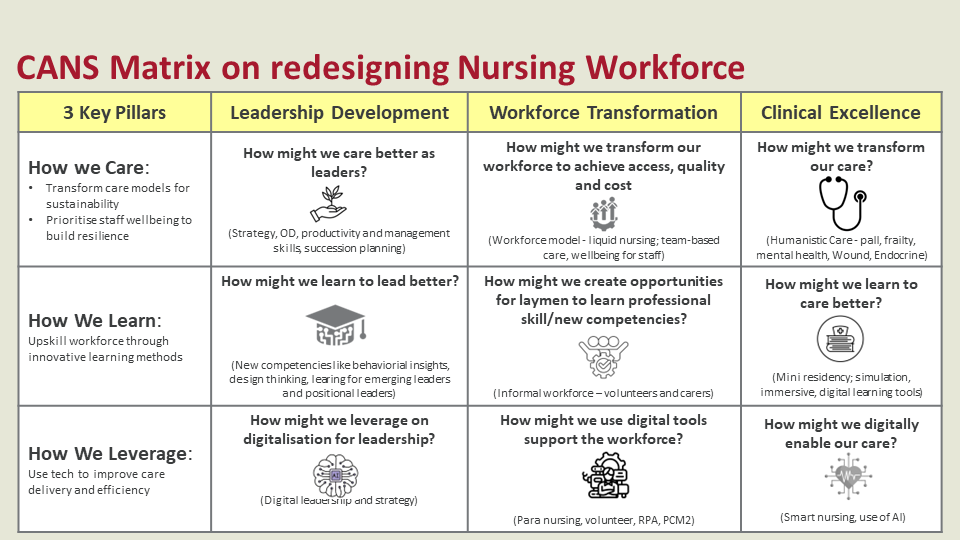 CANS Matrix on redesigning Nursing Workforce
3 Key Pillars
Leadership Development
Workforce Transformation
Clinical Excellence
How we Care:
• Transform care models for
sustainability
• Prioritise staff wellbeing to
build resilience
How might we care better as
leaders?
(Strategy, OD, productivity and management
skills, succession planning)
How might we transform our
workforce to achieve access, quality
and cost
(Workforce model - liquid nursing; team-based
care, wellbeing for staff)
How might we transform
our care?
(Humanistic Care - pall, frailty,
mental health, Wound, Endocrine)
How We Learn:
Upskill workforce through
innovative learning methods
How might we learn to lead better?
(New competencies like behaviorial insights,
design thinking, learing for emerging leaders
and positional leaders)
How might we create opportunities
for laymen to learn professional
skill/new competencies?
(Informal workforce – volunteers and carers)
How might we learn to
care better?
(Mini residency; simulation,
immersive, digital learning tools)
How We Leverage:
Use tech to improve care
delivery and efficiency
How might we leverage on
digitalisation for leadership?
(Digital leadership and strategy)
How might we use digital tools
support the workforce?
(Para nursing, volunteer, RPA, PCM2)
How might we digitally
enable our care?
(Smart nursing, use of AI)